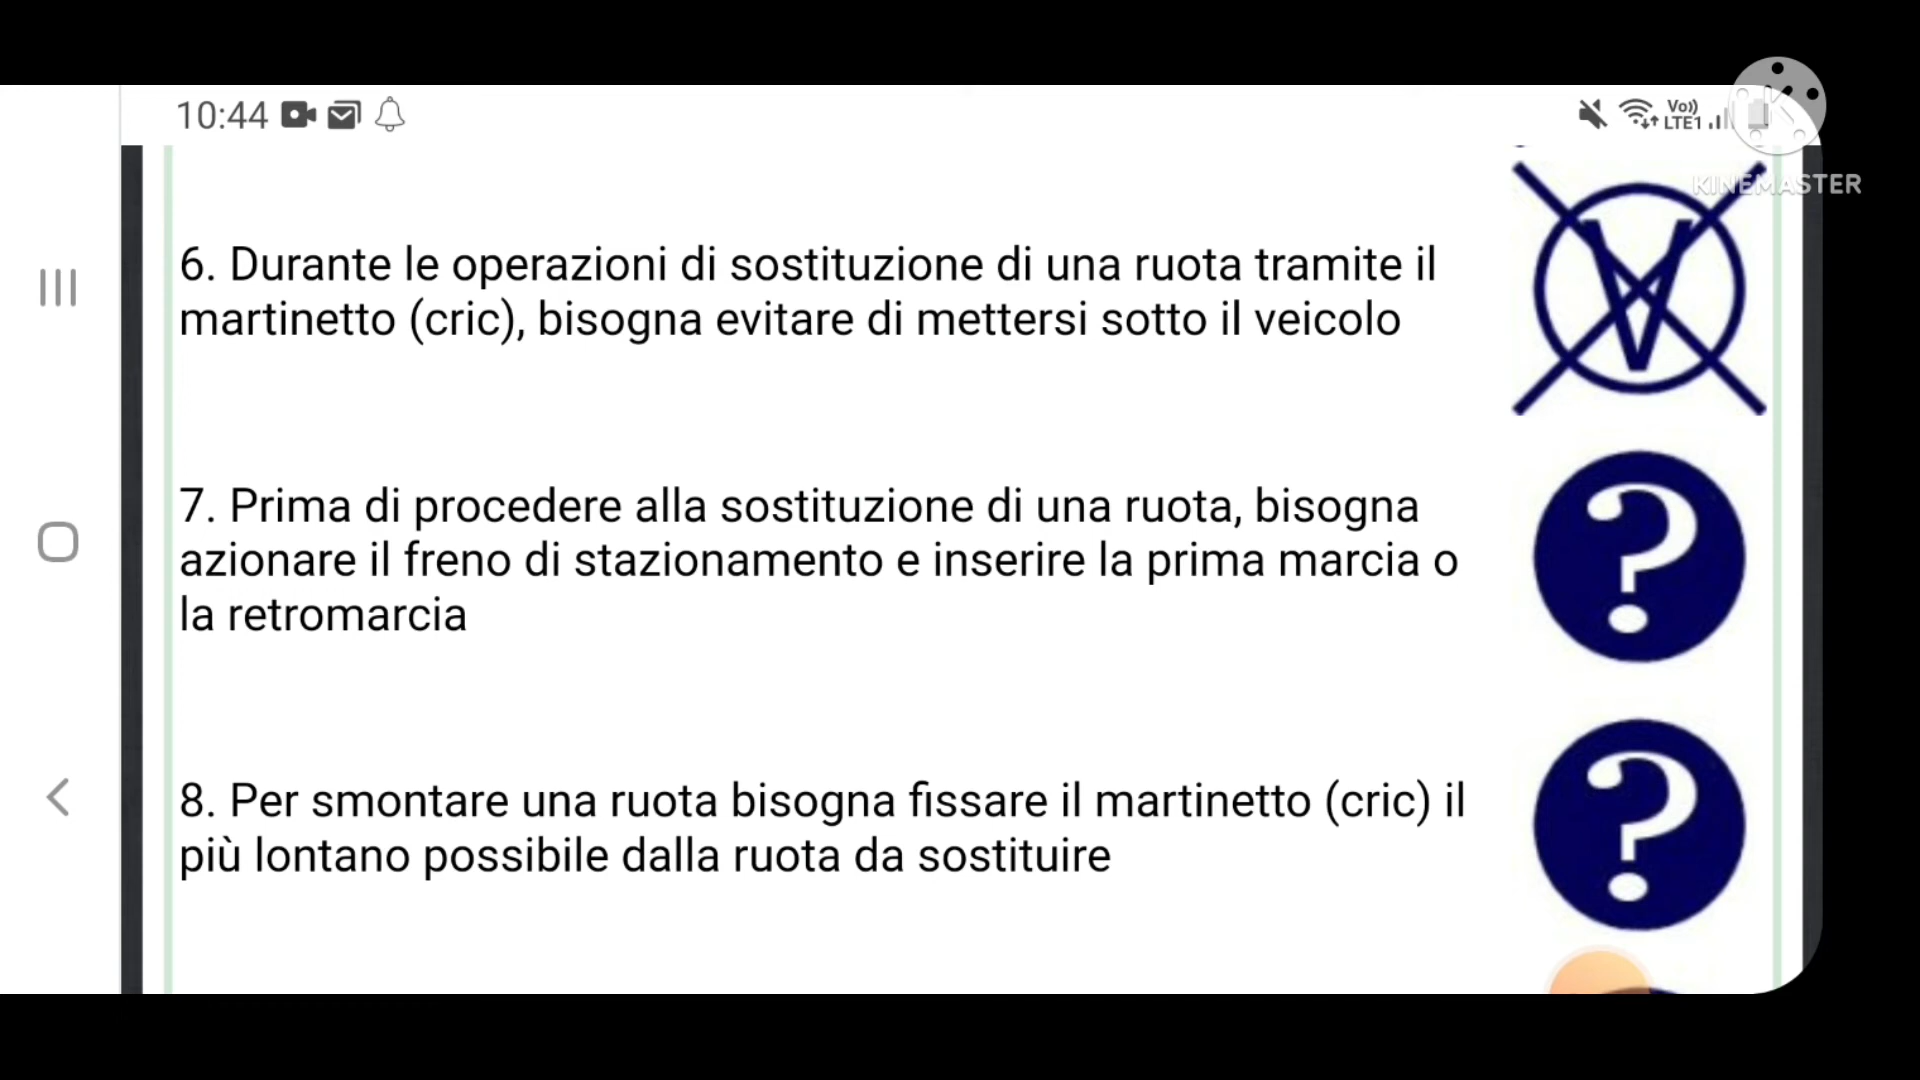 10:44
Vo))
LTE1
KINEMASTER
6. Durante le operazioni di sostituzione di una ruota tramite il
martinetto (cric), bisogna evitare di mettersi sotto il veicolo
V
7. Prima di procedere alla sostituzione di una ruota, bisogna
azionare il freno di stazionamento e inserire la prima marcia o
la retromarcia
?
8. Per smontare una ruota bisogna fissare il martinetto (cric) il
più lontano possibile dalla ruota da sostituire
?